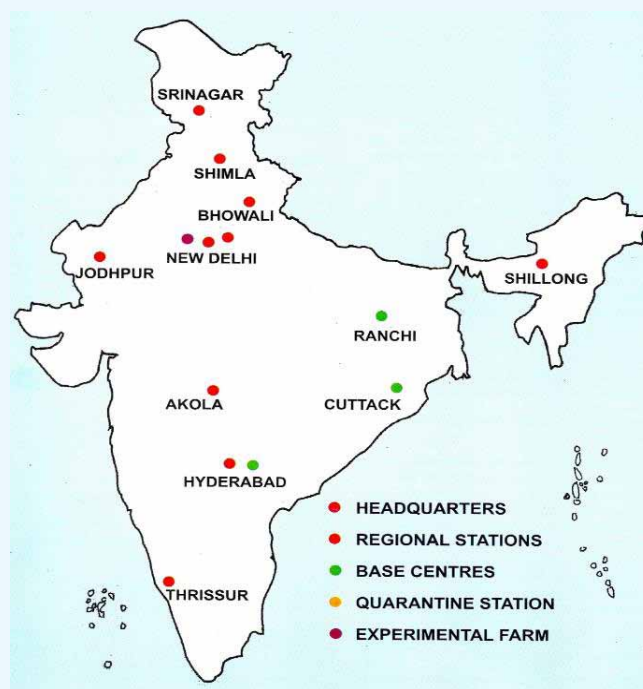 SRINAGAR
SHIMLA
BHOWALI
NEW DELHI
JODHPUR
SHILLONG
RANCHI
AKOLA
CUTTACK
HYDERABAD
HEADQUARTERS
REGIONAL STATIONS
BASE CENTRES
THRISSUR
QUARANTINE STATION
EXPERIMENTAL FARM